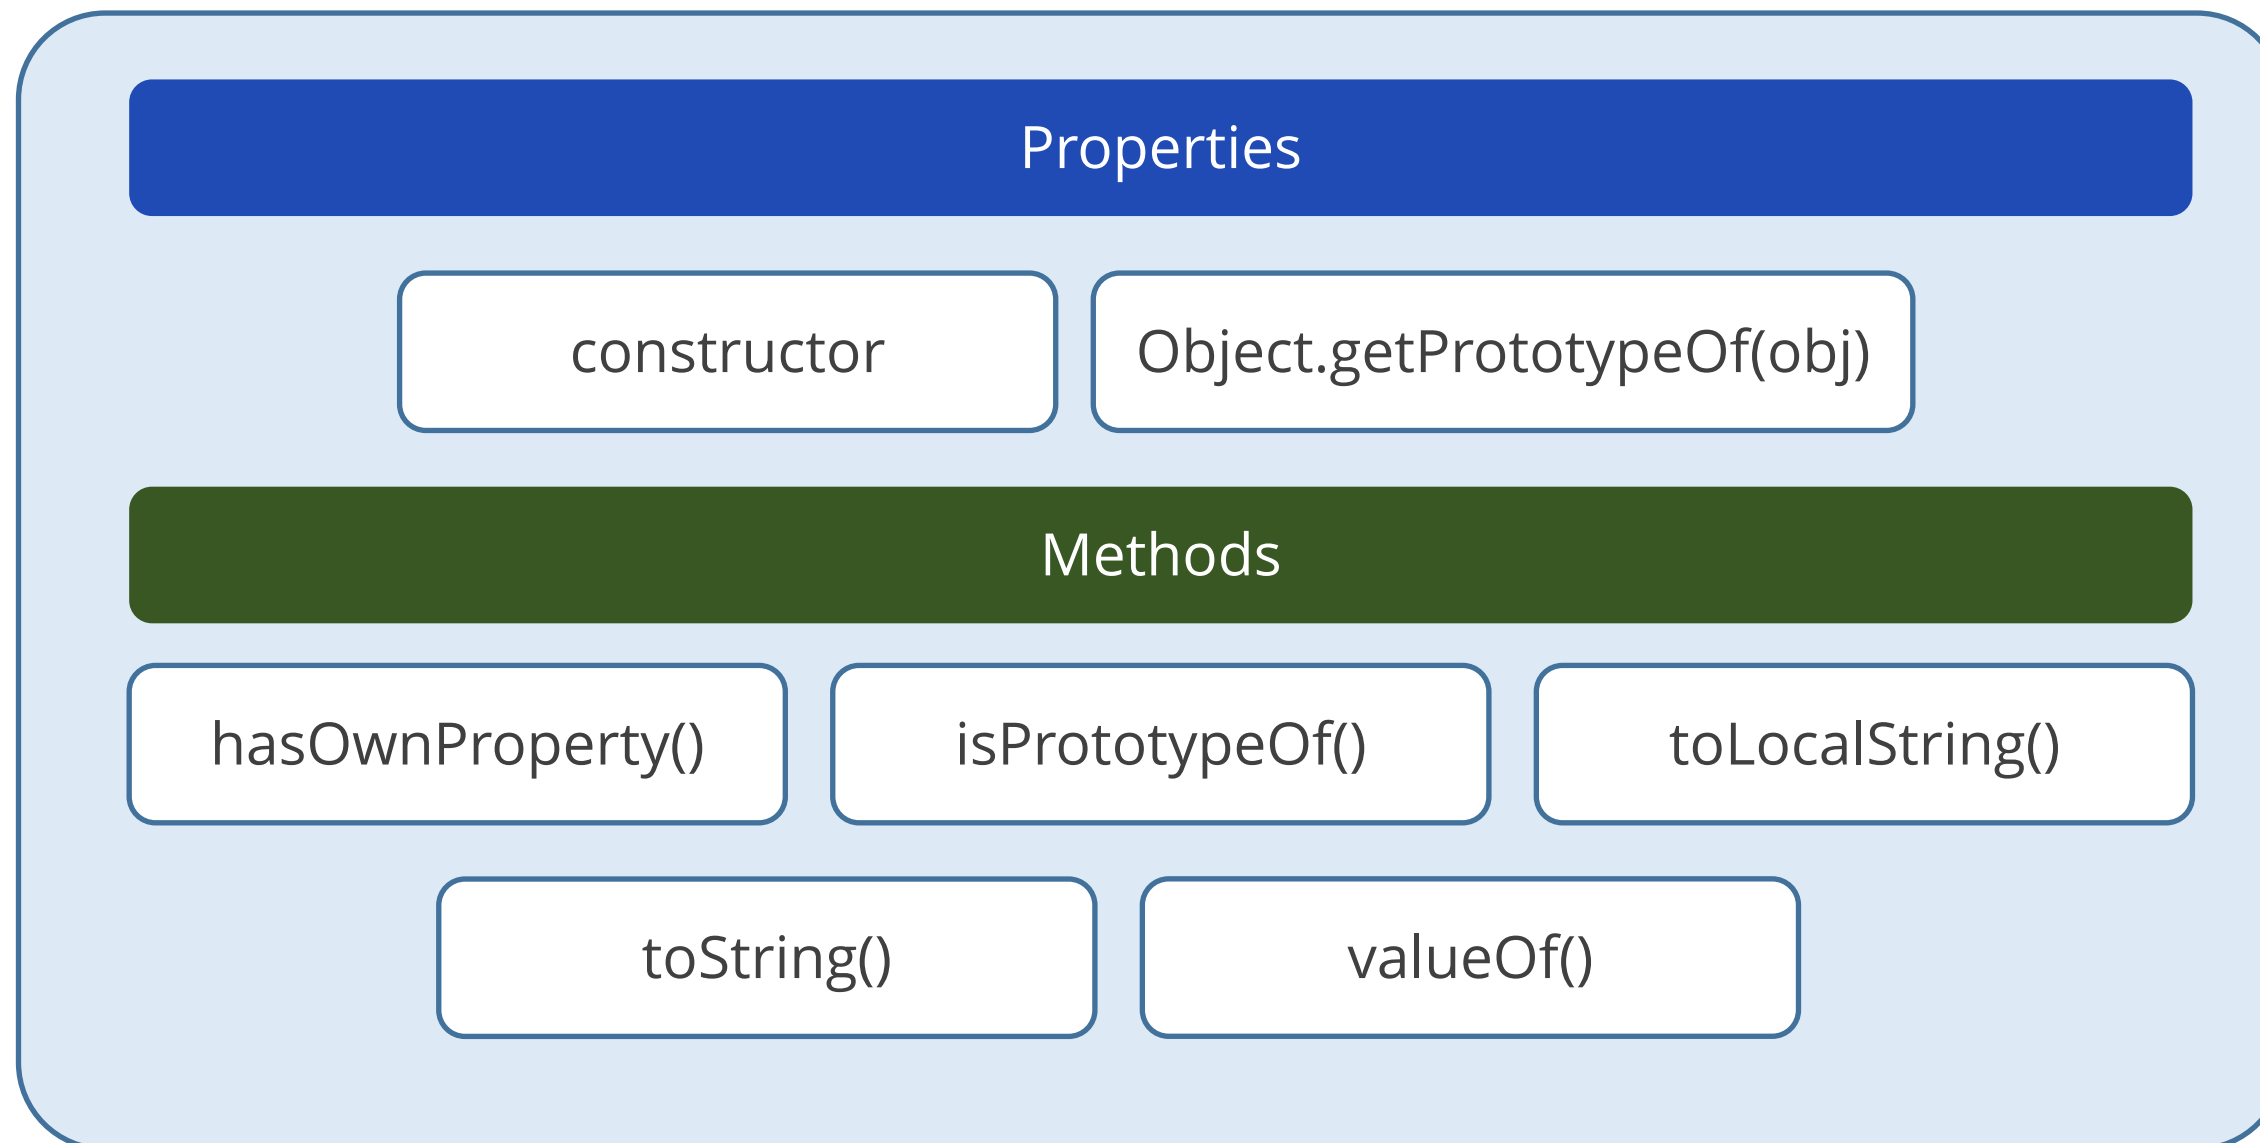 Properties
constructor
Object.getPrototypeOf(obj)
Methods
hasOwnProperty()
isPrototypeOf()
toLocalString()
toString()
valueOf()